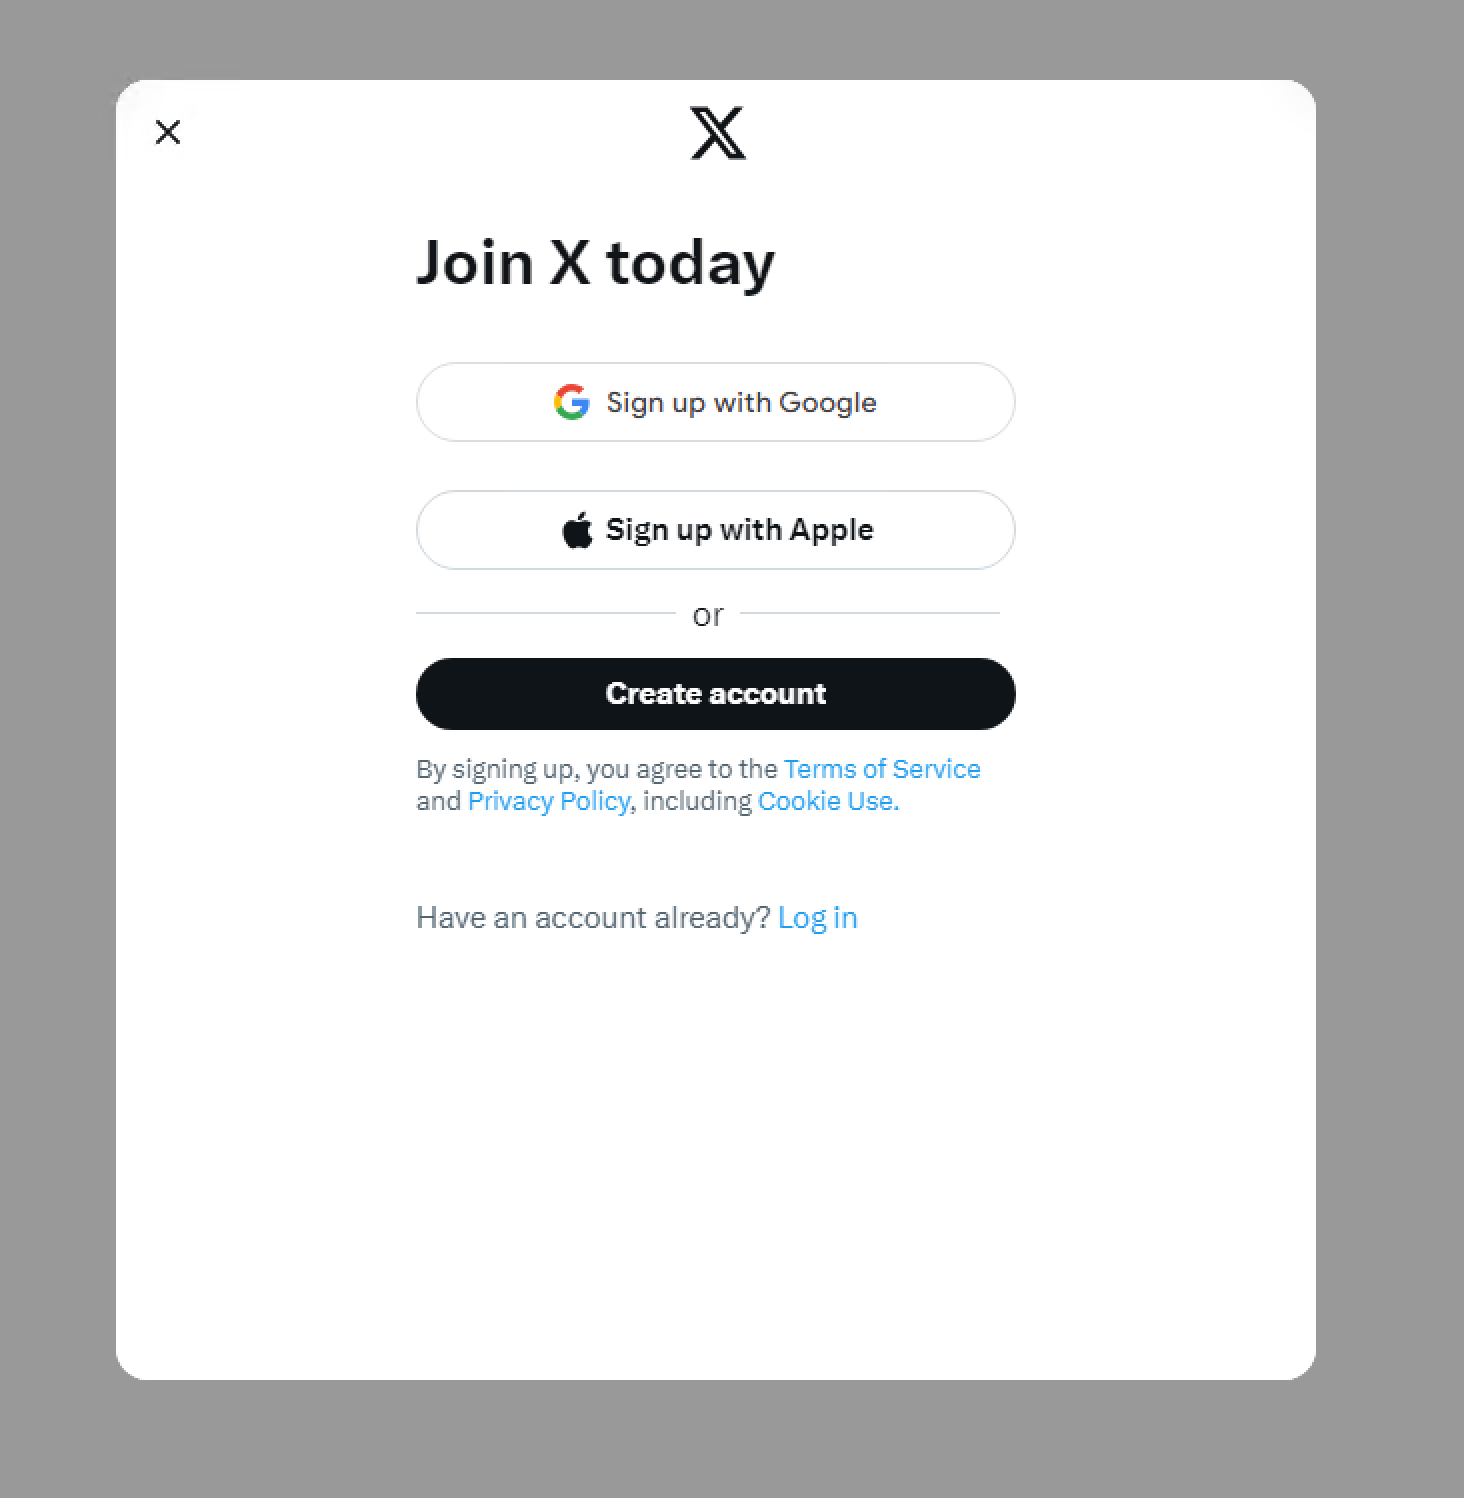 Join X today
Sign up with Google
Sign up with Apple
or
Create account
By signing up, you agree to the Terms of Service
and Privacy Policy, including Cookie Use.
Have an account already? Log in